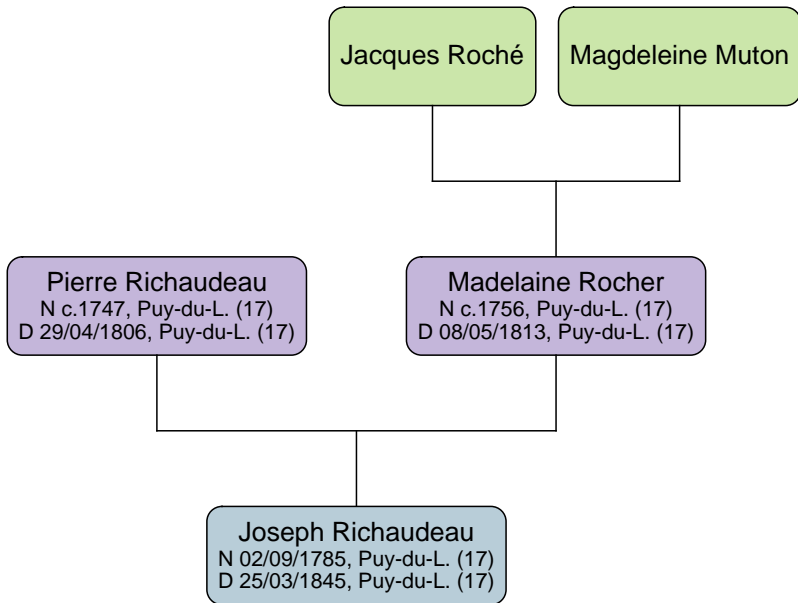 Jacques Roché
Magdeleine Muton
Pierre Richaudeau
N c.1747, Puy-du-L. (17)
D 29/04/1806, Puy-du-L. (17)
Madelaine Rocher
N c.1756, Puy-du-L. (17)
D 08/05/1813, Puy-du-L. (17)
Joseph Richaudeau
N 02/09/1785, Puy-du-L. (17)
D 25/03/1845, Puy-du-L. (17)